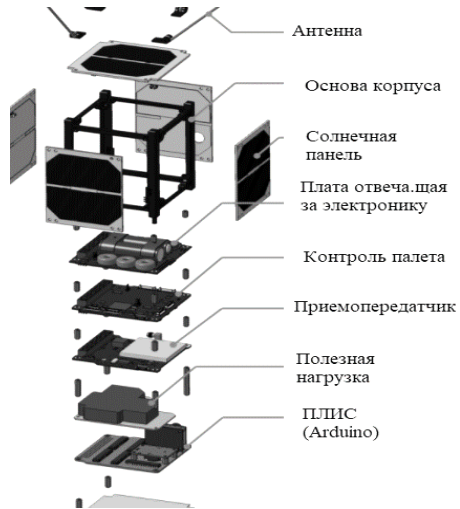 Антенна
Основа корпуса
Солнечная
панель
Плата отвеча.щая
за электронику
Контроль палета
Приемопередатчик
Полезная
нагрузка
ПЛИС
(Arduino)